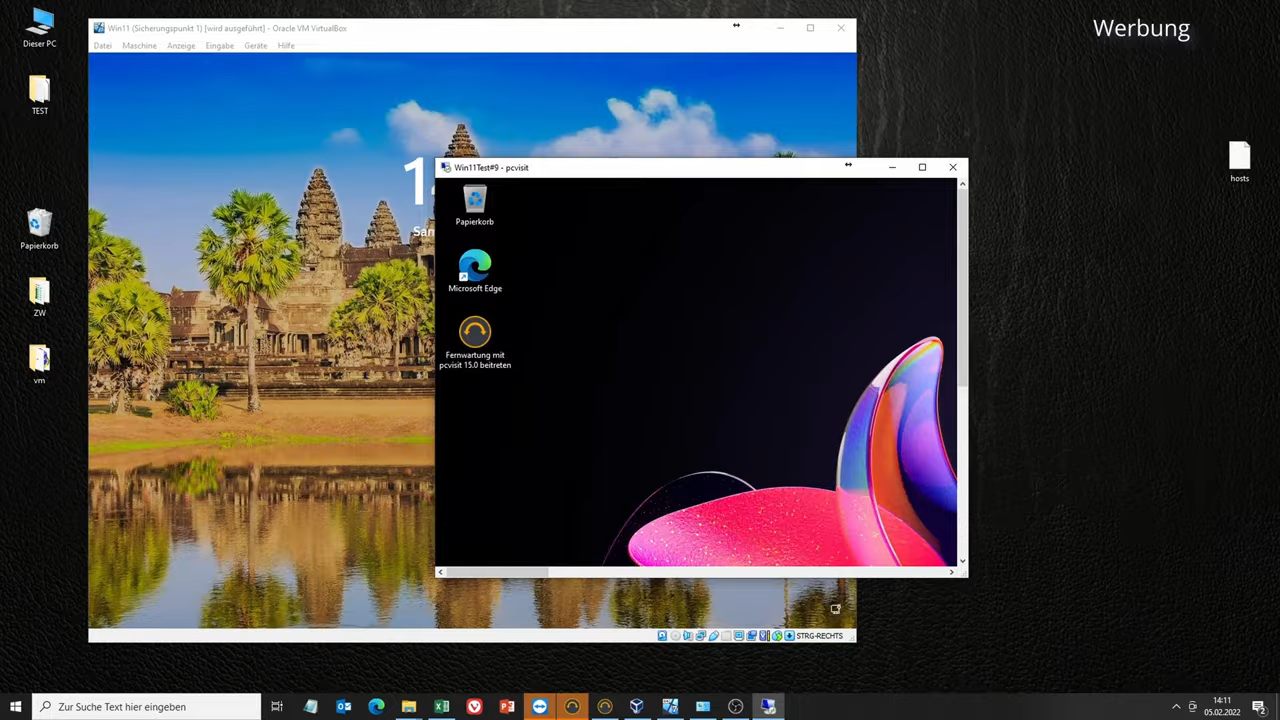 Werbung
Dieser PC
TEST
Papierkorb
ZW
vm
hosts
Win11 (Sicherungspunkt 1) [wird ausgeführt] - Oracle VM VirtualBox
Datei Maschine Anzeige Eingabe Geräte Hilfe
Win11Test#9 - pcvisit
Papierkorb
Microsoft Edge
Fernwartung mit
pcvisit 15.0 beitreten
STRG-RECHTS
Zur Suche Text hier eingeben
14:11
05.02.2022